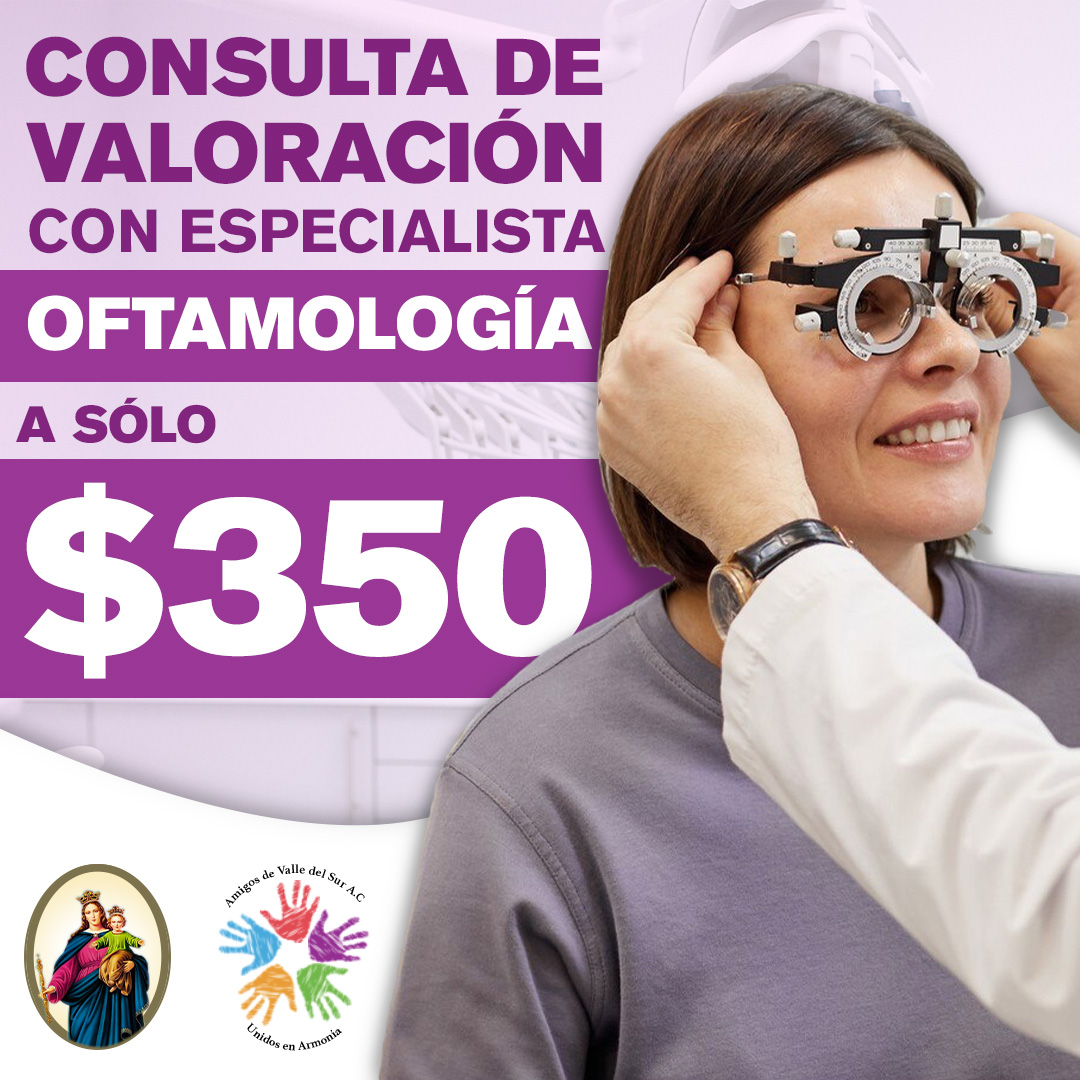 CONSULTA DE
VALORACIÓN
CON ESPECIALISTA
OFTAMOLOGÍA
A SÓLO
$350
Amigos de Valle del Sur A.C
Unidos en Armonía